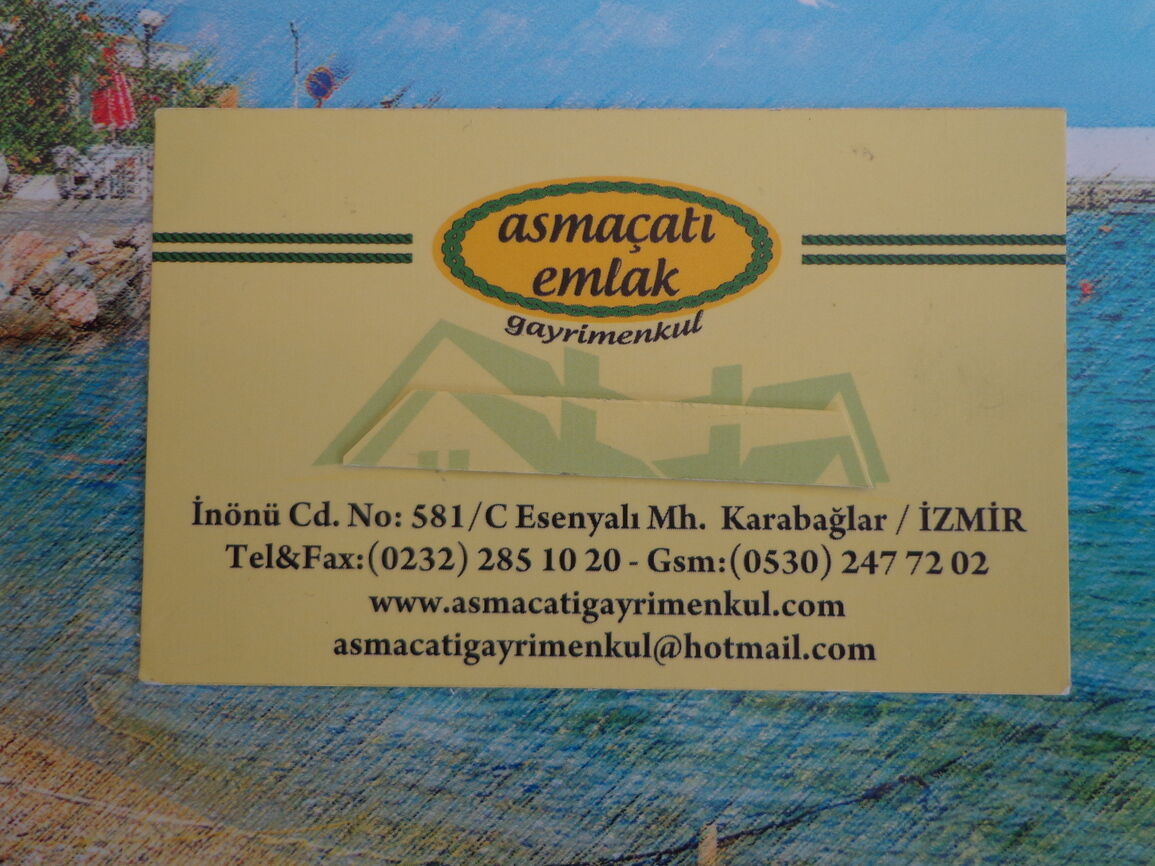 asmaçatı
emlak
gayrimenkul
İnönü Cd. No: 581/C Esenyalı Mh. Karabağlar / İZMİR
Tel&Fax:(0232) 285 10 20 - Gsm:(0530) 247 72 02
www.asmacatigayrimenkul.com
asmacatigayrimenkul@hotmail.com